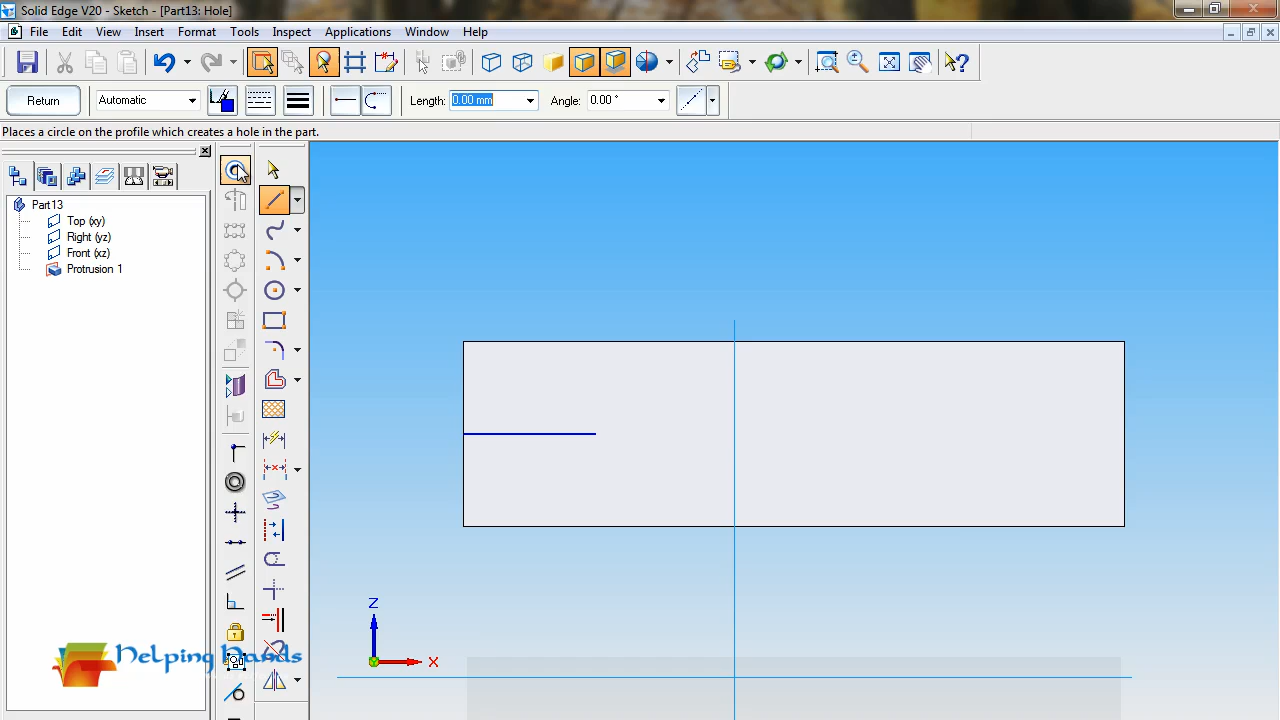 Solid Edge V20 - Sketch - [Part13: Hole]
File Edit View Insert Format Tools Inspect Applications Window Help
Return Automatic Length: 0.00 mm Angle: 0.00 °
Places a circle on the profile which creates a hole in the part.
Part13
Top (xy)
Right (yz)
Front (xz)
Protrusion 1
Z
X
Helping Hands